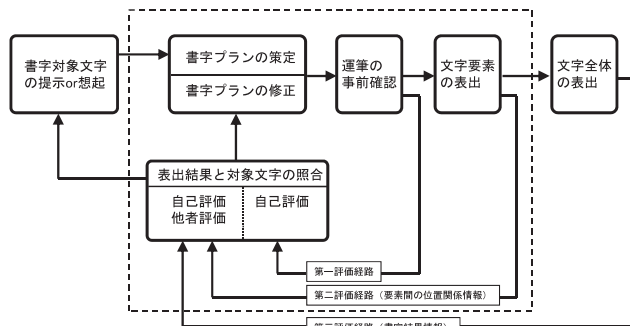 書字対象文字
の提示or想起
書字プランの策定
書字プランの修正
運筆の
事前確認
文字要素
の表出
文字全体
の表出
表出結果と対象文字の照合
自己評価
他者評価
自己評価
第一評価経路
第二評価経路（要素間の位置関係情報）